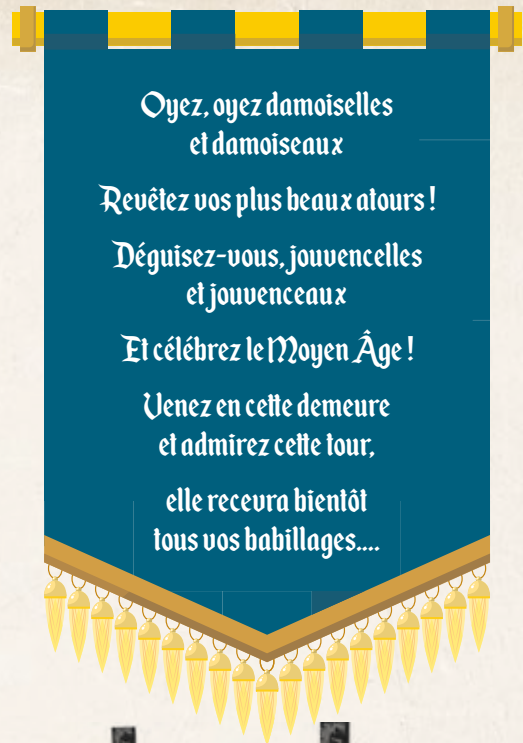 Oyez, oyez damoiselles
et damoiseaux
Revêtez vos plus beaux atours !
Déguisez-vous, jouvencelles
et jouvenceaux
Et célébrez le Moyen Âge !
Venez en cette demeure
et admirez cette tour,
elle recevra bientôt
tous vos babillages....